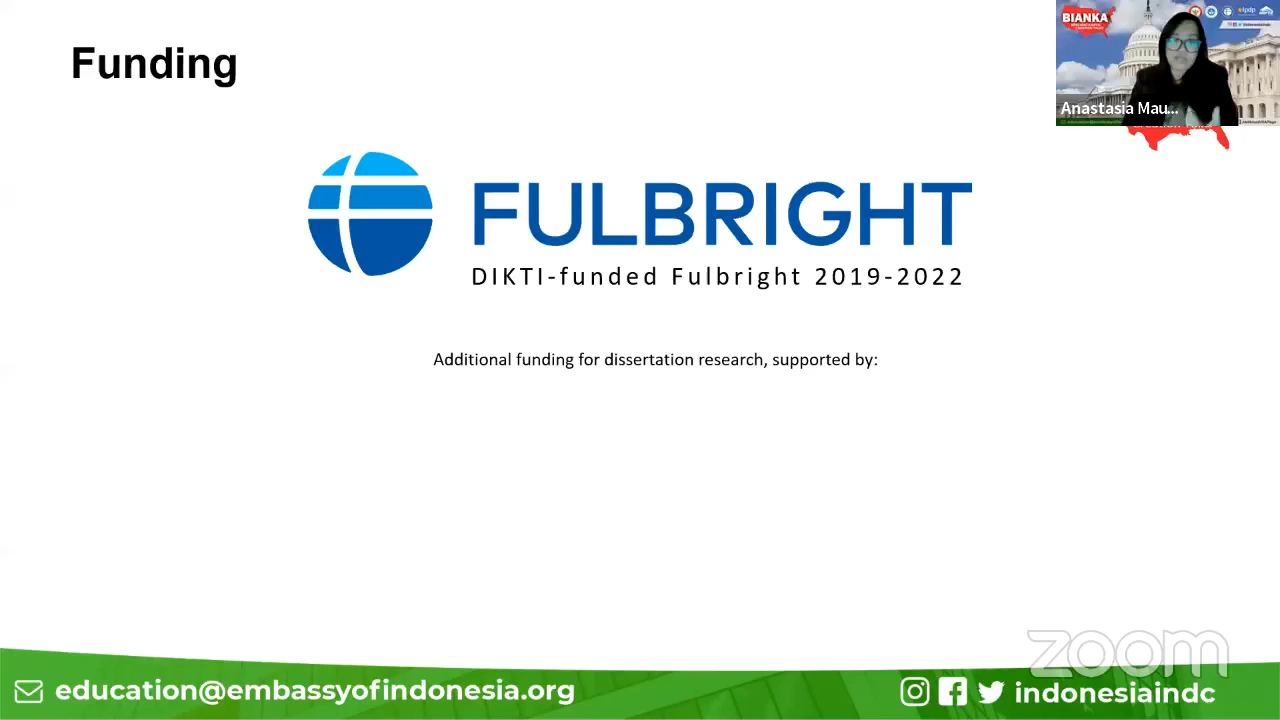 Funding
BIANKA
Anastasia Mau...
FULBRIGHT
DIKTI-funded Fulbright 2019-2022
Additional funding for dissertation research, supported by:
zoom
education@embassyofindonesia.org
indonesiaindc